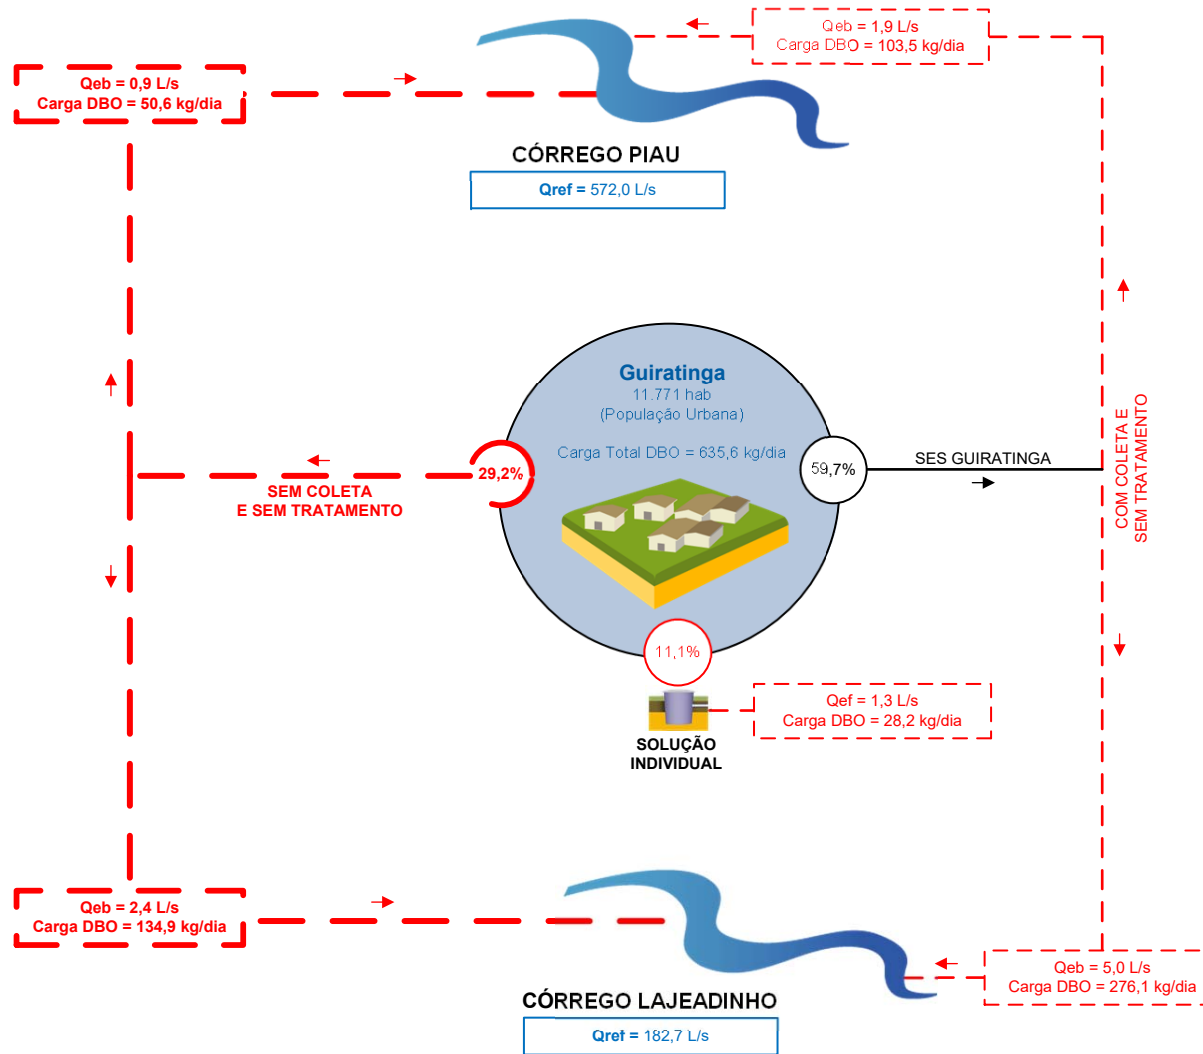 Qeb = 1,9 L/s
Carga DBO = 103,5 kg/dia
Qeb = 0,9 L/s
Carga DBO = 50,6 kg/dia
CÓRREGO PIAU
Qref = 572,0 L/s
Guiratinga
11.771 hab
(População Urbana)
Carga Total DBO = 635,6 kg/dia
29,2%
59,7%
SES GUIRATINGA
SEM COLETA
E SEM TRATAMENTO
COM COLETA E
SEM TRATAMENTO
11,1%
Qef = 1,3 L/s
Carga DBO = 28,2 kg/dia
SOLUÇÃO
INDIVIDUAL
Qeb = 2,4 L/s
Carga DBO = 134,9 kg/dia
Qeb = 5,0 L/s
Carga DBO = 276,1 kg/dia
CÓRREGO LAJEADINHO
Qref = 182,7 L/s